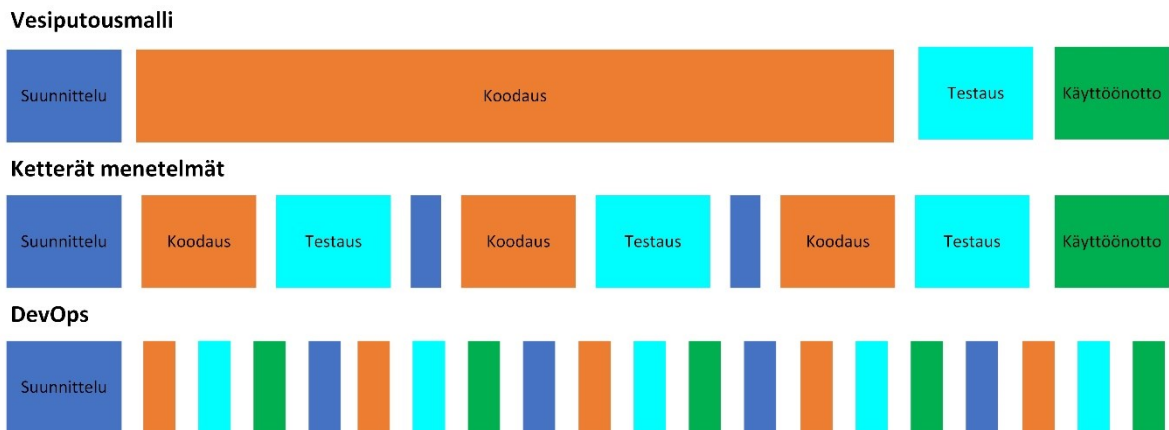 Vesiputousmalli
Suunnittelu Koodaus Testaus Käyttöönotto
Ketterät menetelmät
Suunnittelu Koodaus Testaus Koodaus Testaus Koodaus Testaus Käyttöönotto
DevOps
Suunnittelu